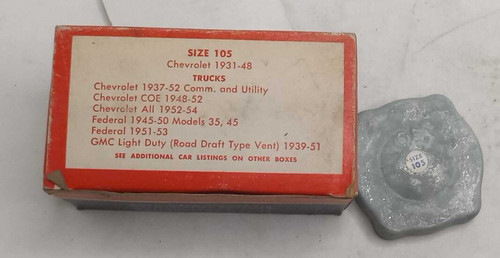 SIZE 105
Chevrolet 1931-48
TRUCKS
Chevrolet 1937-52 Comm. and Utility
Chevrolet COE 1948-52
Chevrolet All 1952-54
Federal 1945-50 Models 35, 45
Federal 1951-53
GMC Light Duty (Road Draft Type Vent) 1939-51
SEE ADDITIONAL CAR LISTINGS ON OTHER BOXES
SIZE
105